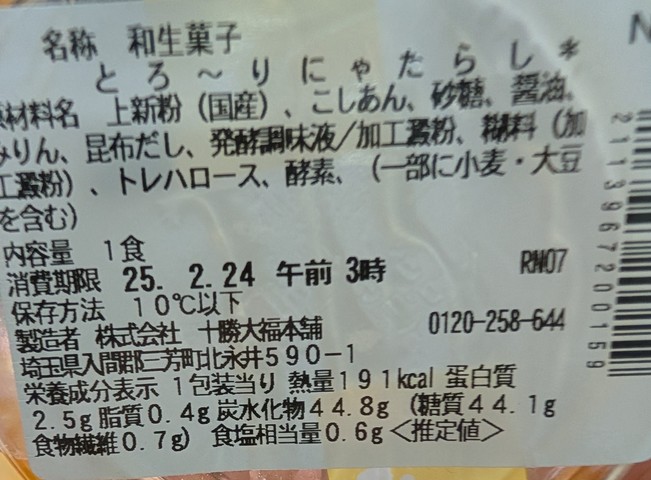 名称 和生菓子
とろ～りにゃたらし*
原材料名 上新粉（国産）、こしあん、砂糖、醤油、
みりん、昆布だし、発酵調味液／加工澱粉、糊料（加
工澱粉）、トレハロース、酵素、（一部に小麦・大豆
を含む）
内容量 1食
消費期限 25. 2.24 午前 3時
RN07
保存方法 10℃以下
製造者 株式会社 十勝大福本舗
0120-258-644
埼玉県入間郡三芳町北永井590-1
栄養成分表示 1包装当り 熱量191kcal 蛋白質
2.5g 脂質0.4g 炭水化物44.8g （糖質44.1g
食物繊維0.7g） 食塩相当量0.6g＜推定値＞
N
2113967200159